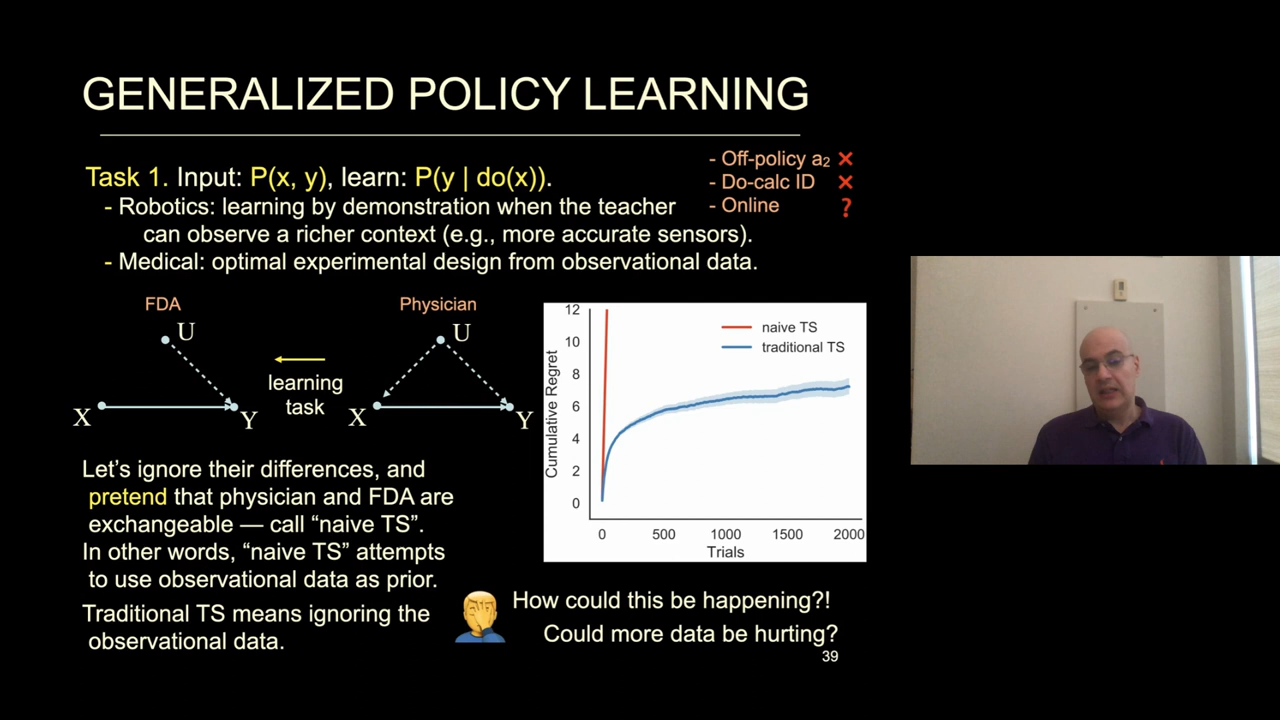 GENERALIZED POLICY LEARNING
Task 1. Input: P(x, y), learn: P(y | do(x)).
- Off-policy a₂ ❌
- Do-calc ID ❌
- Online ❓
- Robotics: learning by demonstration when the teacher
can observe a richer context (e.g., more accurate sensors).
- Medical: optimal experimental design from observational data.
FDA
U
X
Y
learning
task
Physician
U
X
Y
Let's ignore their differences, and
pretend that physician and FDA are
exchangeable — call “naive TS”.
In other words, “naive TS” attempts
to use observational data as prior.
Traditional TS means ignoring the
observational data.
Cumulative Regret
12
10
8
6
4
2
0
naive TS
traditional TS
0 500 1000 1500 2000
Trials
How could this be happening?!
Could more data be hurting?
39